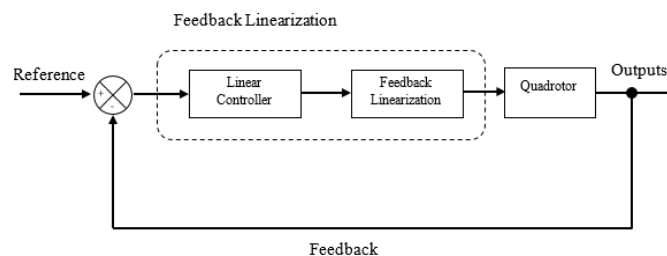 Feedback Linearization
Reference
+
-
Linear
Controller
Feedback
Linearization
Quadrotor
Outputs
Feedback